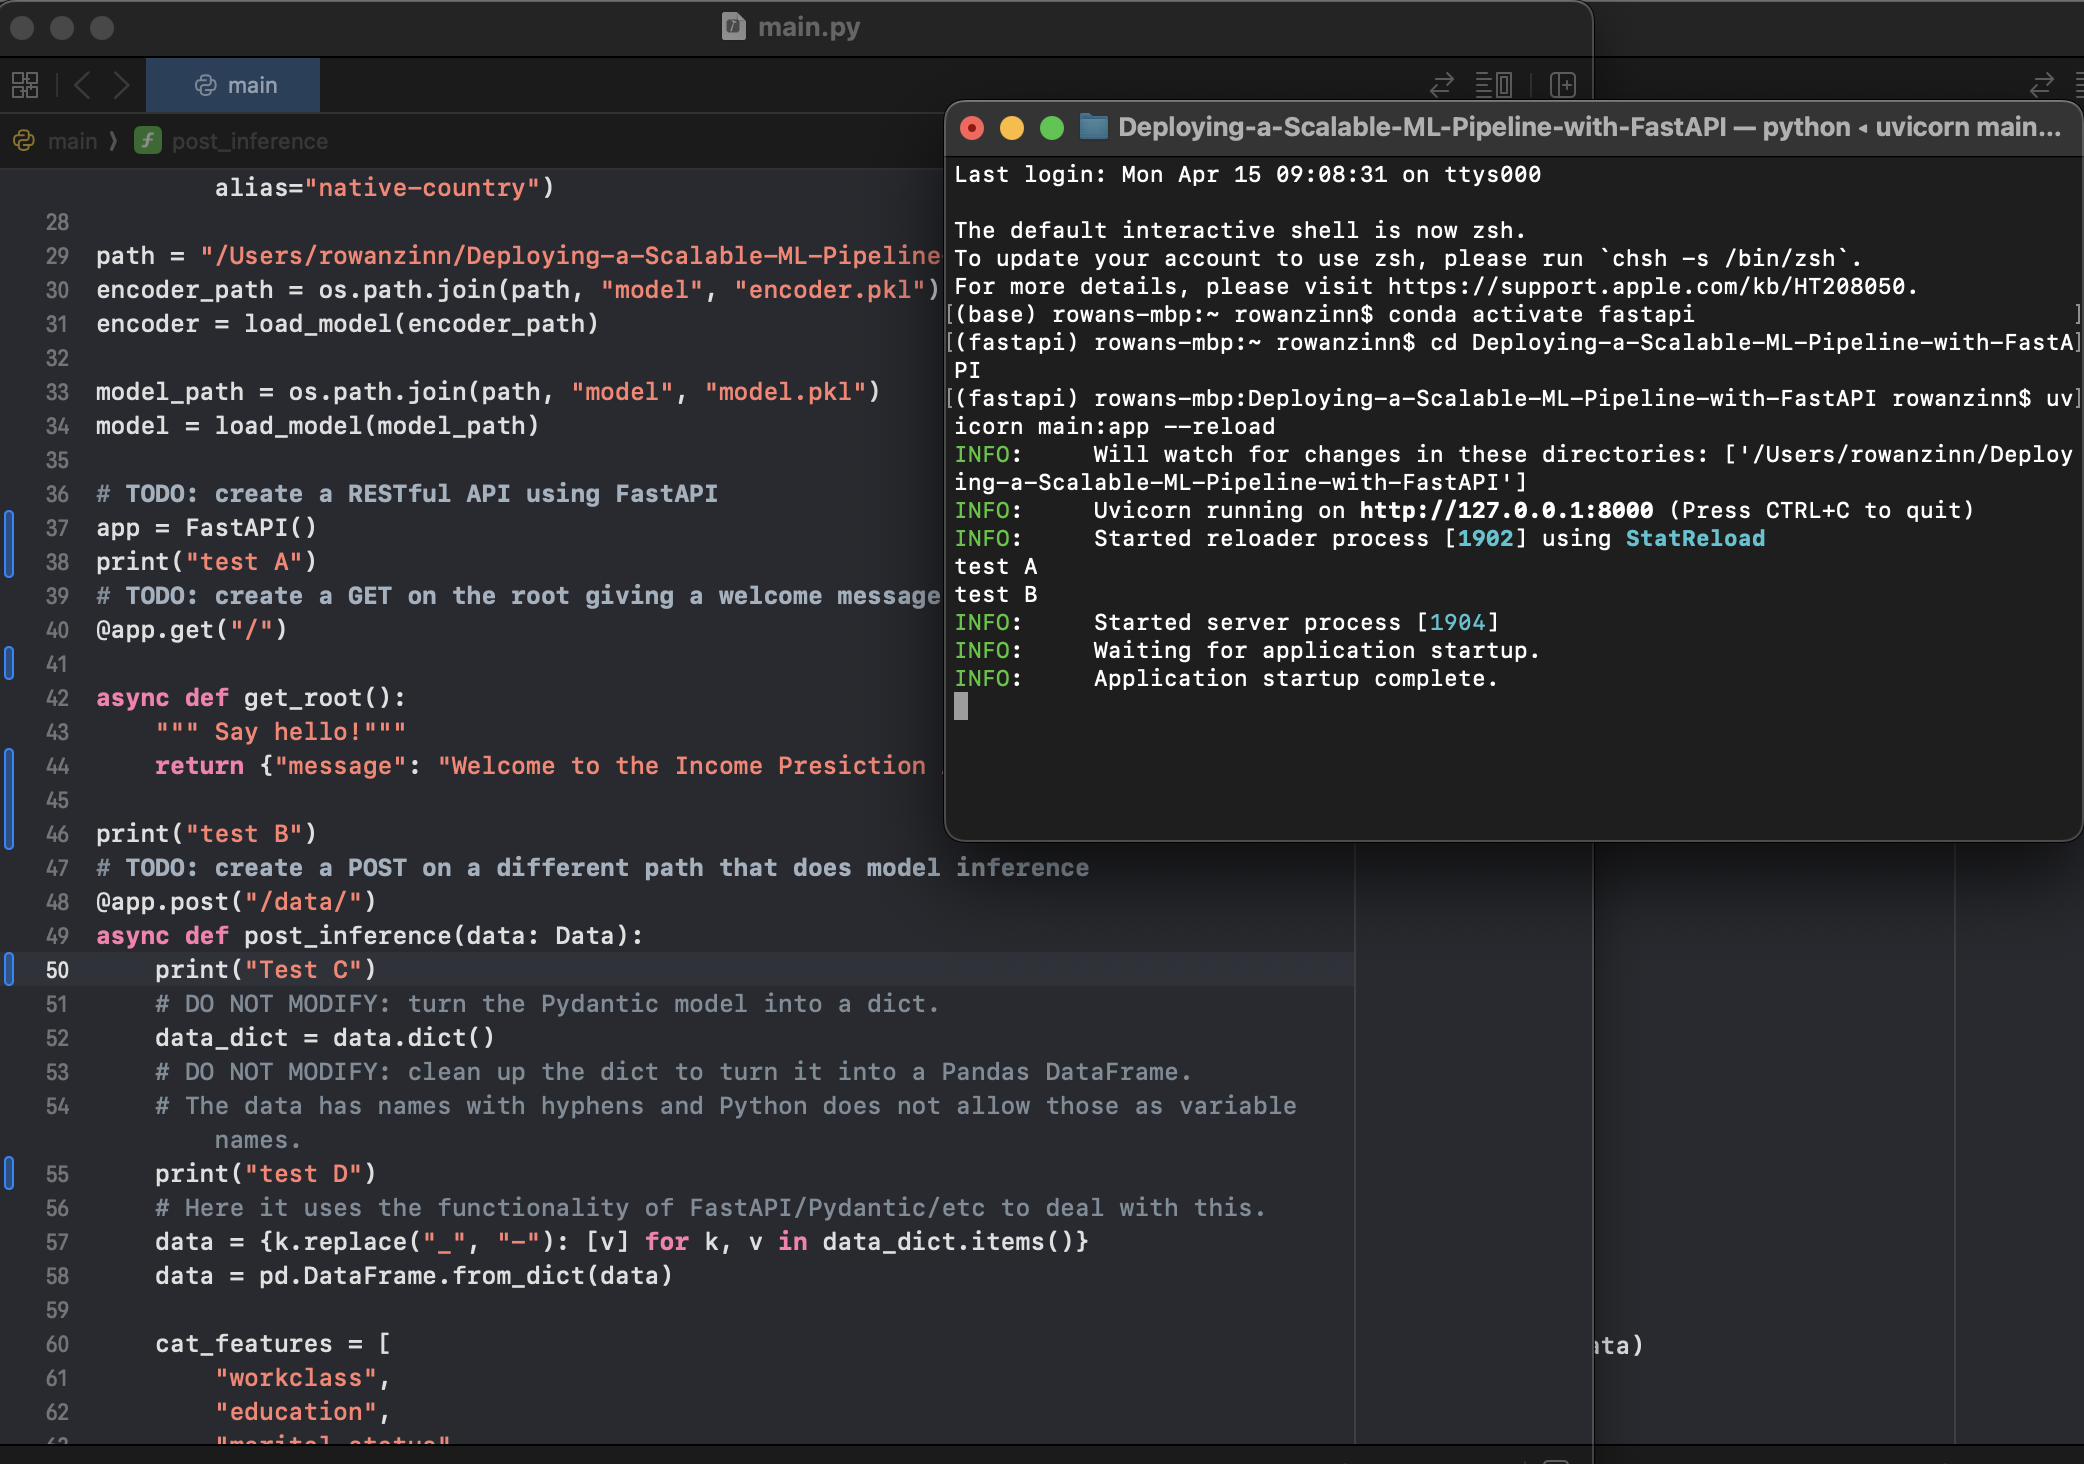 main.py
main
main ❭ post_inference
alias="native-country")
28
29 path = "/Users/rowanzinn/Deploying-a-Scalable-ML-Pipeline-
30 encoder_path = os.path.join(path, "model", "encoder.pkl")
31 encoder = load_model(encoder_path)
32
33 model_path = os.path.join(path, "model", "model.pkl")
34 model = load_model(model_path)
35
36 # TODO: create a RESTful API using FastAPI
37 app = FastAPI()
38 print("test A")
39 # TODO: create a GET on the root giving a welcome message
40 @app.get("/")
41
42 async def get_root():
43 """ Say hello!"""
44 return {"message": "Welcome to the Income Presiction
45
46 print("test B")
47 # TODO: create a POST on a different path that does model inference
48 @app.post("/data/")
49 async def post_inference(data: Data):
50 print("Test C")
51 # DO NOT MODIFY: turn the Pydantic model into a dict.
52 data_dict = data.dict()
53 # DO NOT MODIFY: clean up the dict to turn it into a Pandas DataFrame.
54 # The data has names with hyphens and Python does not allow those as variable
names.
55 print("test D")
56 # Here it uses the functionality of FastAPI/Pydantic/etc to deal with this.
57 data = {k.replace("_", "-"): [v] for k, v in data_dict.items()}
58 data = pd.DataFrame.from_dict(data)
59
60 cat_features = [
61 "workclass",
62 "education",
Deploying-a-Scalable-ML-Pipeline-with-FastAPI — python ◂ uvicorn main...
Last login: Mon Apr 15 09:08:31 on ttys000
The default interactive shell is now zsh.
To update your account to use zsh, please run `chsh -s /bin/zsh`.
For more details, please visit https://support.apple.com/kb/HT208050.
[(base) rowans-mbp:~ rowanzinn$ conda activate fastapi ]
[(fastapi) rowans-mbp:~ rowanzinn$ cd Deploying-a-Scalable-ML-Pipeline-with-FastA]
PI
[(fastapi) rowans-mbp:Deploying-a-Scalable-ML-Pipeline-with-FastAPI rowanzinn$ uv]
icorn main:app --reload
INFO: Will watch for changes in these directories: ['/Users/rowanzinn/Deploy
ing-a-Scalable-ML-Pipeline-with-FastAPI']
INFO: Uvicorn running on http://127.0.0.1:8000 (Press CTRL+C to quit)
INFO: Started reloader process [1902] using StatReload
test A
test B
INFO: Started server process [1904]
INFO: Waiting for application startup.
INFO: Application startup complete.
ata)